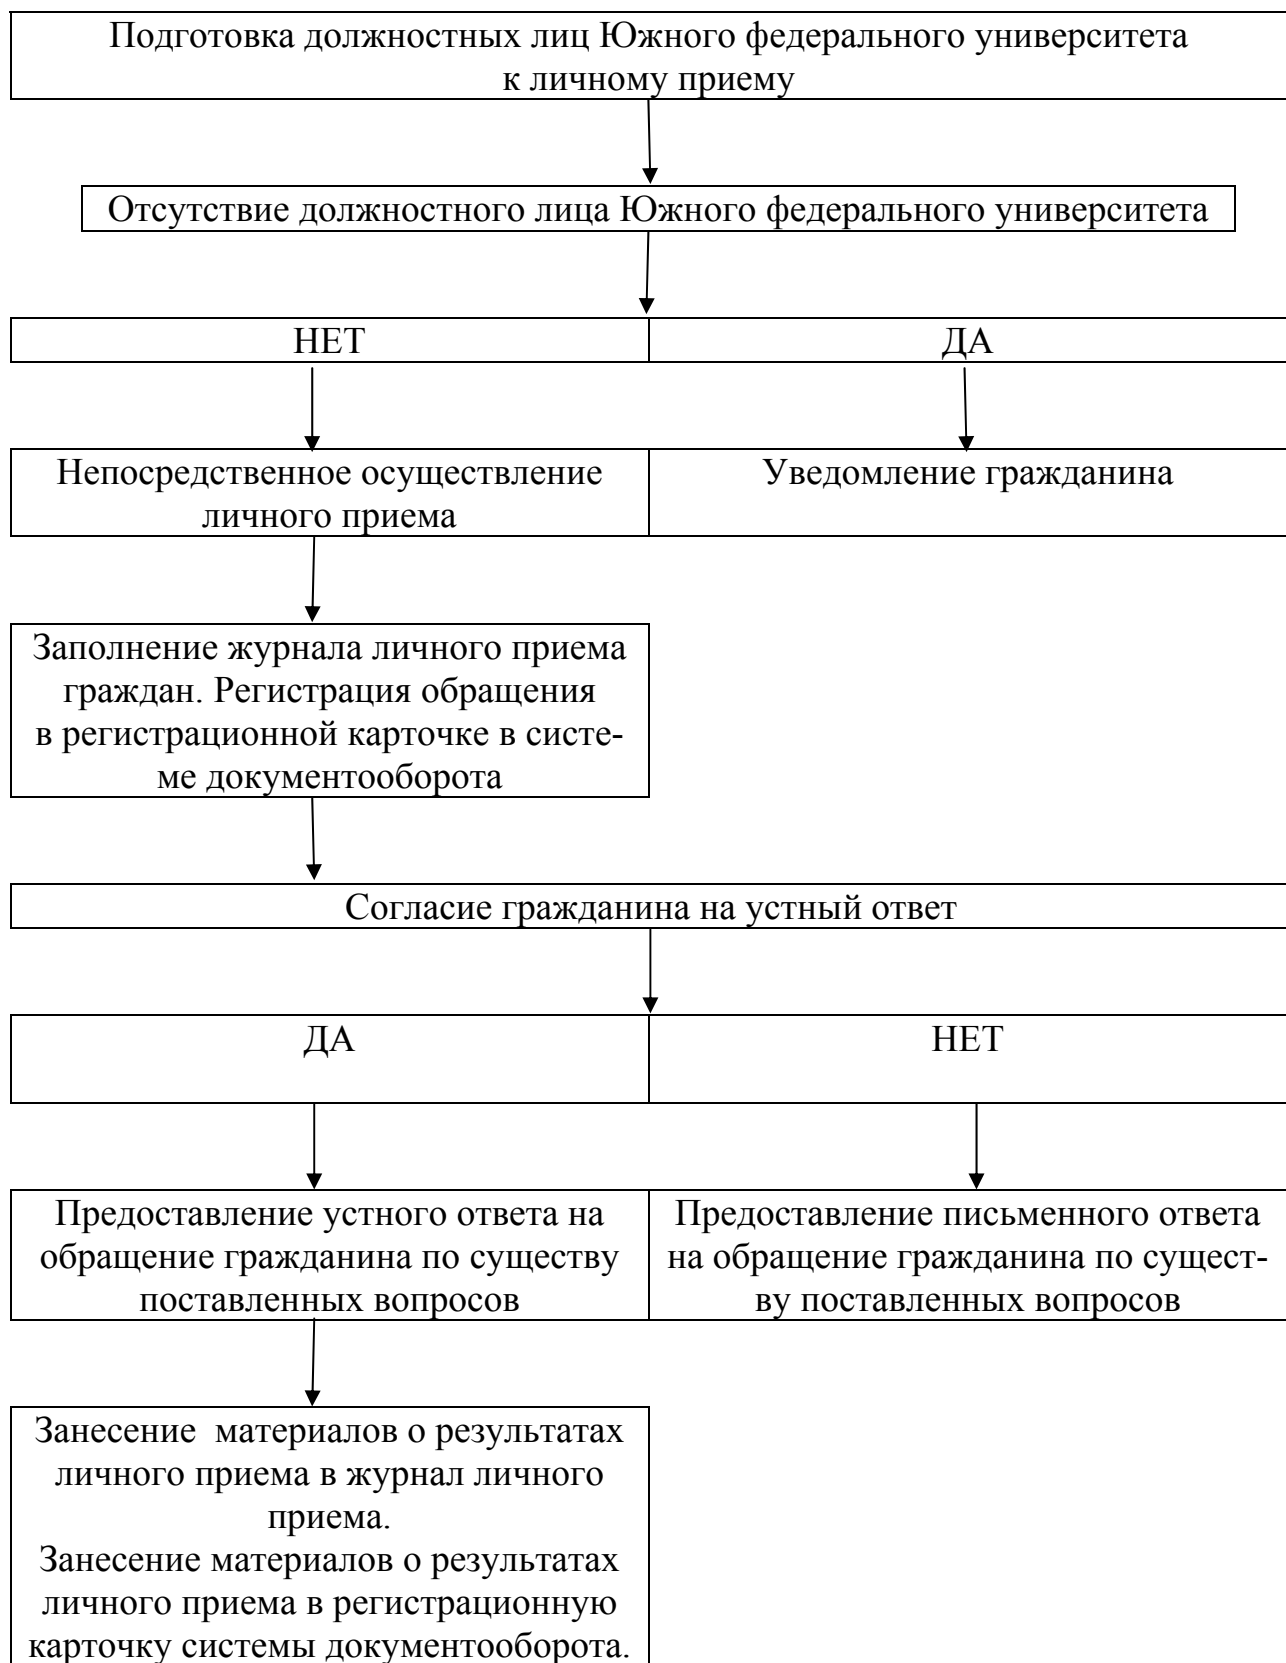 Подготовка должностных лиц Южного федерального университета
к личному приему
Отсутствие должностного лица Южного федерального университета
НЕТ
ДА
Непосредственное осуществление
личного приема
Уведомление гражданина
Заполнение журнала личного приема
граждан. Регистрация обращения
в регистрационной карточке в систе-
ме документооборота
Согласие гражданина на устный ответ
ДА
НЕТ
Предоставление устного ответа на
обращение гражданина по существу
поставленных вопросов
Предоставление письменного ответа
на обращение гражданина по сущест-
ву поставленных вопросов
Занесение  материалов о результатах
личного приема в журнал личного
приема.
Занесение материалов о результатах
личного приема в регистрационную
карточку системы документооборота.